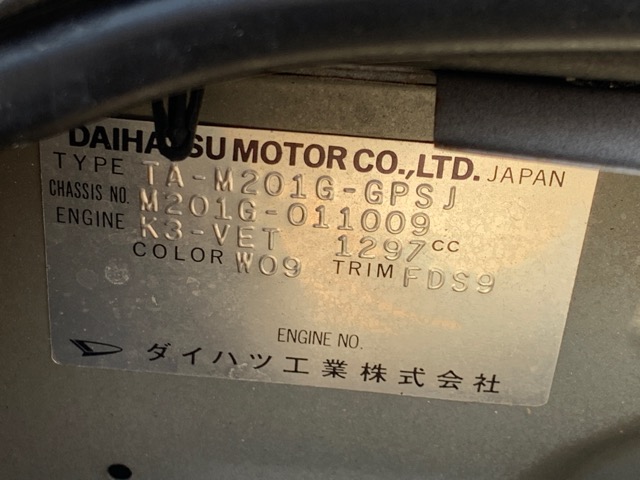 DAIHATSU MOTOR CO.,LTD. JAPAN
TYPE TA-M201G-GPSJ
CHASSIS NO. M201G-011009
ENGINE K3-VET 1297CC
COLOR W09 TRIM FDS9
ENGINE NO.
ダイハツ工業株式会社